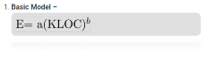 1. Basic Model –
E= a(KLOC)^b